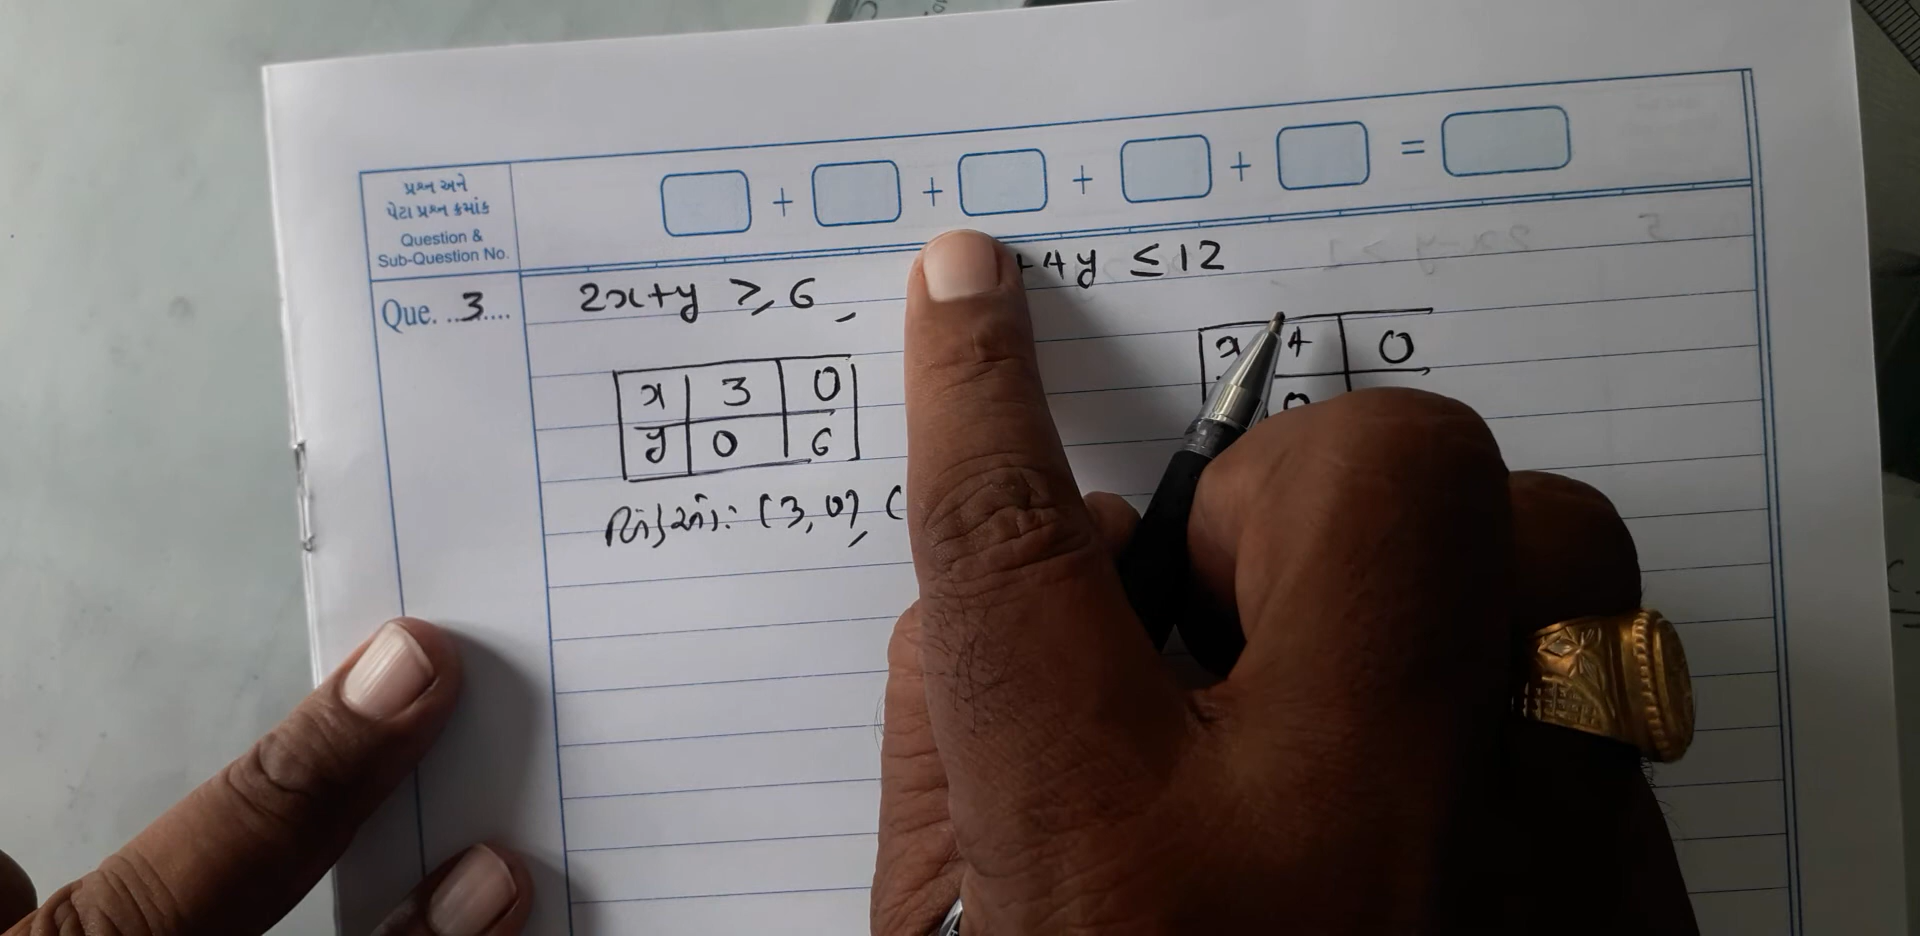 પ્રશ્ન અને
પેટા પ્રશ્ન ક્રમાંક
Question &
Sub-Question No.
+ + + + =
Que. ..3....
2x+y ≥ 6, +4y ≤ 12
x 3 0
y 0 6
x 4 0
0
(3,0), (